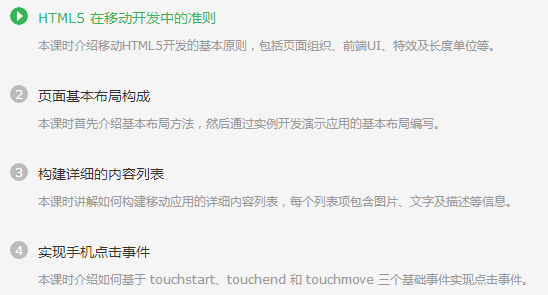 HTML5 在移动开发中的准则
本课时介绍移动HTML5开发的基本原则，包括页面组织、前端UI、特效及长度单位等。
2 页面基本布局构成
本课时首先介绍基本布局方法，然后通过实例开发演示应用的基本布局编写。
3 构建详细的内容列表
本课时讲解如何构建移动应用的详细内容列表，每个列表项包含图片、文字及描述等信息。
4 实现手机点击事件
本课时介绍如何基于 touchstart、touchend 和 touchmove 三个基础事件实现点击事件。